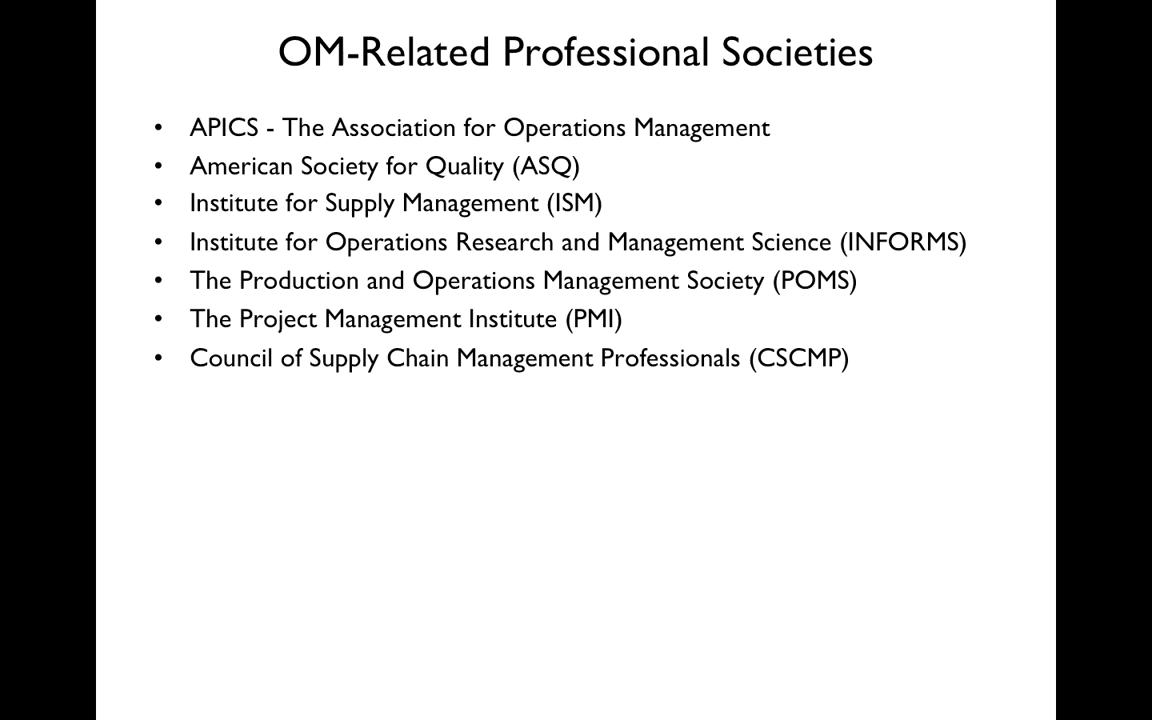 OM-Related Professional Societies
• APICS - The Association for Operations Management
• American Society for Quality (ASQ)
• Institute for Supply Management (ISM)
• Institute for Operations Research and Management Science (INFORMS)
• The Production and Operations Management Society (POMS)
• The Project Management Institute (PMI)
• Council of Supply Chain Management Professionals (CSCMP)